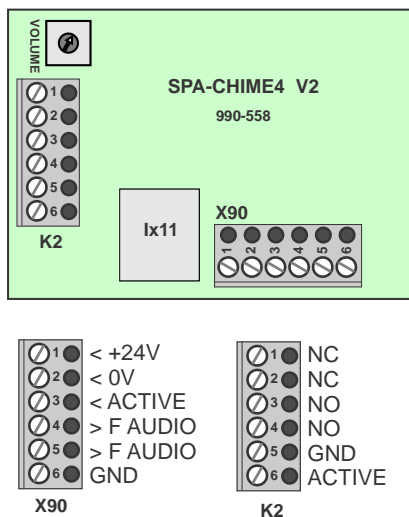 VOLUME
1
2
3
4
5
6
K2
SPA-CHIME4 V2
990-558
Ix11
X90
1 2 3 4 5 6
1 < +24V
2 < 0V
3 < ACTIVE
4 > F AUDIO
5 > F AUDIO
6 GND
X90
1 NC
2 NC
3 NO
4 NO
5 GND
6 ACTIVE
K2